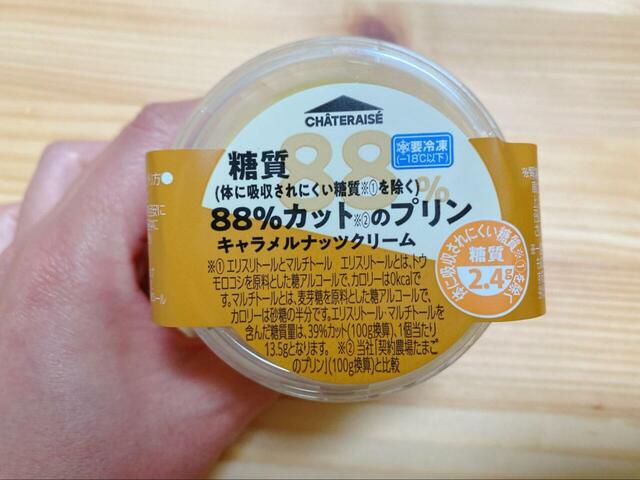 CHÂTERAISÉ
88%
要冷凍
(−18℃以下)
糖質
(体に吸収されにくい糖質※①を除く)
88%カット※②のプリン
キャラメルナッツクリーム
体に吸収されにくい糖質※①を除く
糖質
2.4g
※① エリスリトールとマルチトール エリスリトールとは、トウ
モロコシを原料とした糖アルコールで、カロリーは0kcalで
す。マルチトールとは、麦芽糖を原料とした糖アルコールで、
カロリーは砂糖の半分です。エリスリトール・マルチトールを
含んだ糖質量は、39%カット(100g換算)、1個当たり
13.5gとなります。 ※② 当社「契約農場たまご
のプリン」(100g換算)と比較